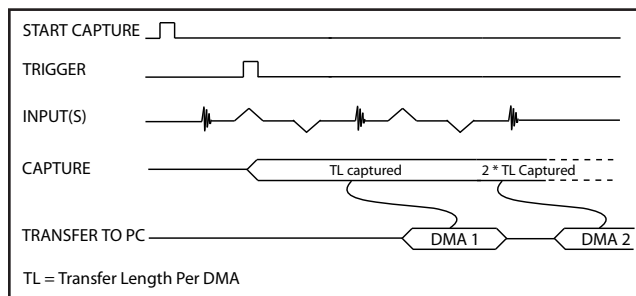 START CAPTURE
TRIGGER
INPUT(S)
CAPTURE
TL captured
2 * TL Captured
TRANSFER TO PC
DMA 1
DMA 2
TL = Transfer Length Per DMA